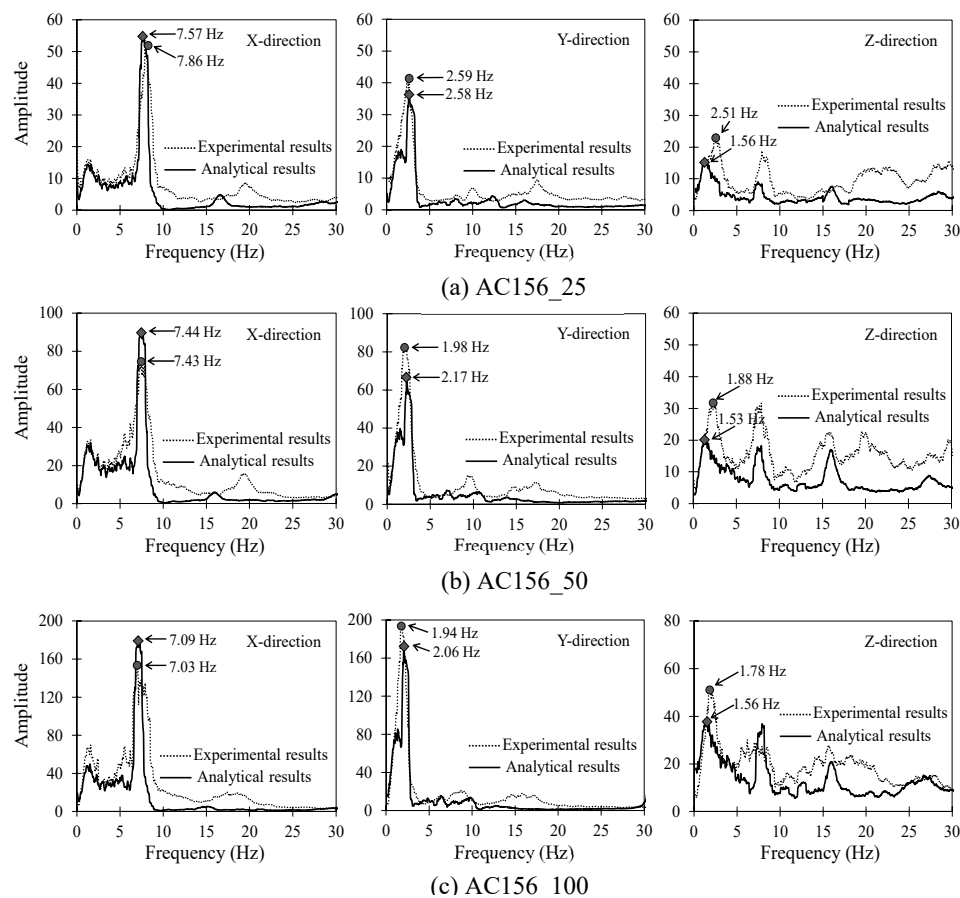 X-direction
7.57 Hz
7.86 Hz
Experimental results
Analytical results
Amplitude
60
50
40
30
20
10
0
0 5 10 15 20 25 30
Frequency (Hz)
Y-direction
2.59 Hz
2.58 Hz
Experimental results
Analytical results
60
50
40
30
20
10
0
0 5 10 15 20 25 30
Frequency (Hz)
Z-direction
2.51 Hz
1.56 Hz
Experimental results
Analytical results
60
50
40
30
20
10
0
0 5 10 15 20 25 30
Frequency (Hz)
(a) AC156_25
X-direction
7.44 Hz
7.43 Hz
Experimental results
Analytical results
Amplitude
100
80
60
40
20
0
0 5 10 15 20 25 30
Frequency (Hz)
Y-direction
1.98 Hz
2.17 Hz
Experimental results
Analytical results
100
80
60
40
20
0
0 5 10 15 20 25 30
Frequency (Hz)
Z-direction
1.88 Hz
1.53 Hz
Experimental results
Analytical results
60
50
40
30
20
10
0
0 5 10 15 20 25 30
Frequency (Hz)
(b) AC156_50
X-direction
7.09 Hz
7.03 Hz
Experimental results
Analytical results
Amplitude
200
160
120
80
40
0
0 5 10 15 20 25 30
Frequency (Hz)
Y-direction
1.94 Hz
2.06 Hz
Experimental results
Analytical results
200
160
120
80
40
0
0 5 10 15 20 25 30
Frequency (Hz)
Z-direction
1.78 Hz
1.56 Hz
Experimental results
Analytical results
80
60
40
20
0
0 5 10 15 20 25 30
Frequency (Hz)
(c) AC156_100